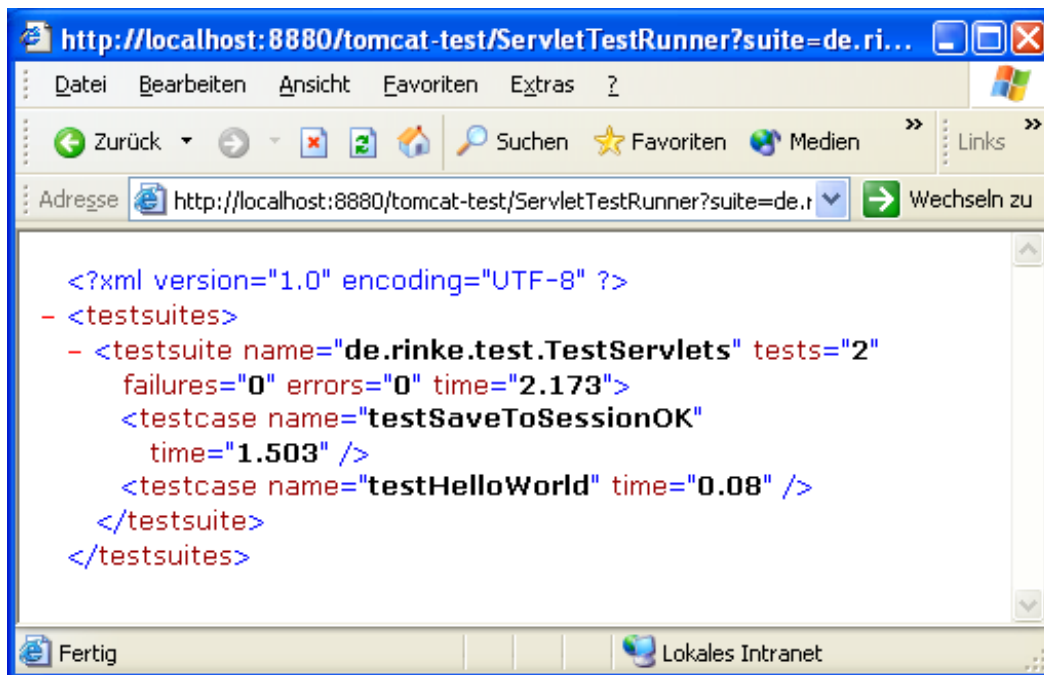 http://localhost:8880/tomcat-test/ServletTestRunner?suite=de.ri...
Datei Bearbeiten Ansicht Favoriten Extras ?
Zurück Suchen Favoriten Medien » Links »
Adresse http://localhost:8880/tomcat-test/ServletTestRunner?suite=de.r Wechseln zu
<?xml version="1.0" encoding="UTF-8" ?>
– <testsuites>
– <testsuite name="de.rinke.test.TestServlets" tests="2"
failures="0" errors="0" time="2.173">
<testcase name="testSaveToSessionOK"
time="1.503" />
<testcase name="testHelloWorld" time="0.08" />
</testsuite>
</testsuites>
Fertig Lokales Intranet